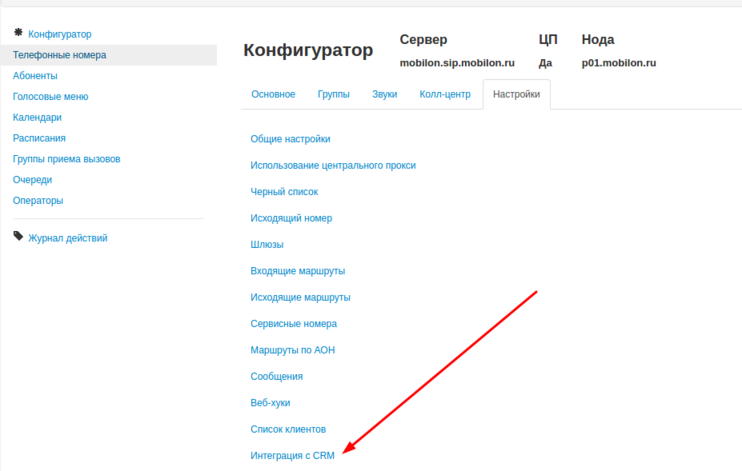 Конфигуратор
Телефонные номера
Абоненты
Голосовые меню
Календари
Расписания
Группы приема вызовов
Очереди
Операторы
Журнал действий
Конфигуратор
Сервер ЦП Нода
mobilon.sip.mobilon.ru Да p01.mobilon.ru
Основное Группы Звуки Колл-центр Настройки
Общие настройки
Использование центрального прокси
Черный список
Исходящий номер
Шлюзы
Входящие маршруты
Исходящие маршруты
Сервисные номера
Маршруты по АОН
Сообщения
Веб-хуки
Список клиентов
Интеграция с CRM